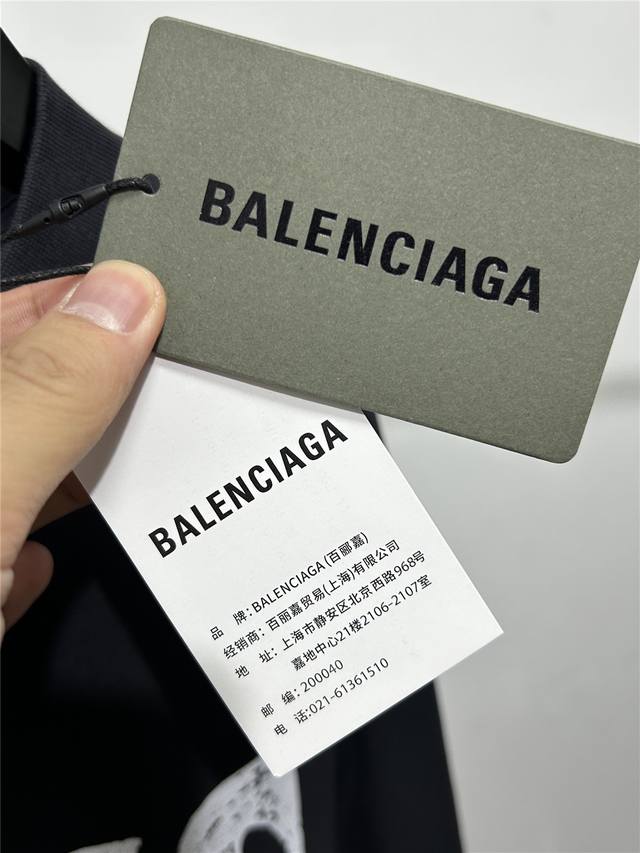 BALENCIAGA
BALENCIAGA
品 牌：BALENCIAGA (百郦嘉)
经销商：百丽嘉贸易(上海)有限公司
地 址：上海市静安区北京西路968号
嘉地中心21楼2106-2107室
邮 编：200040
电 话:021-61361510